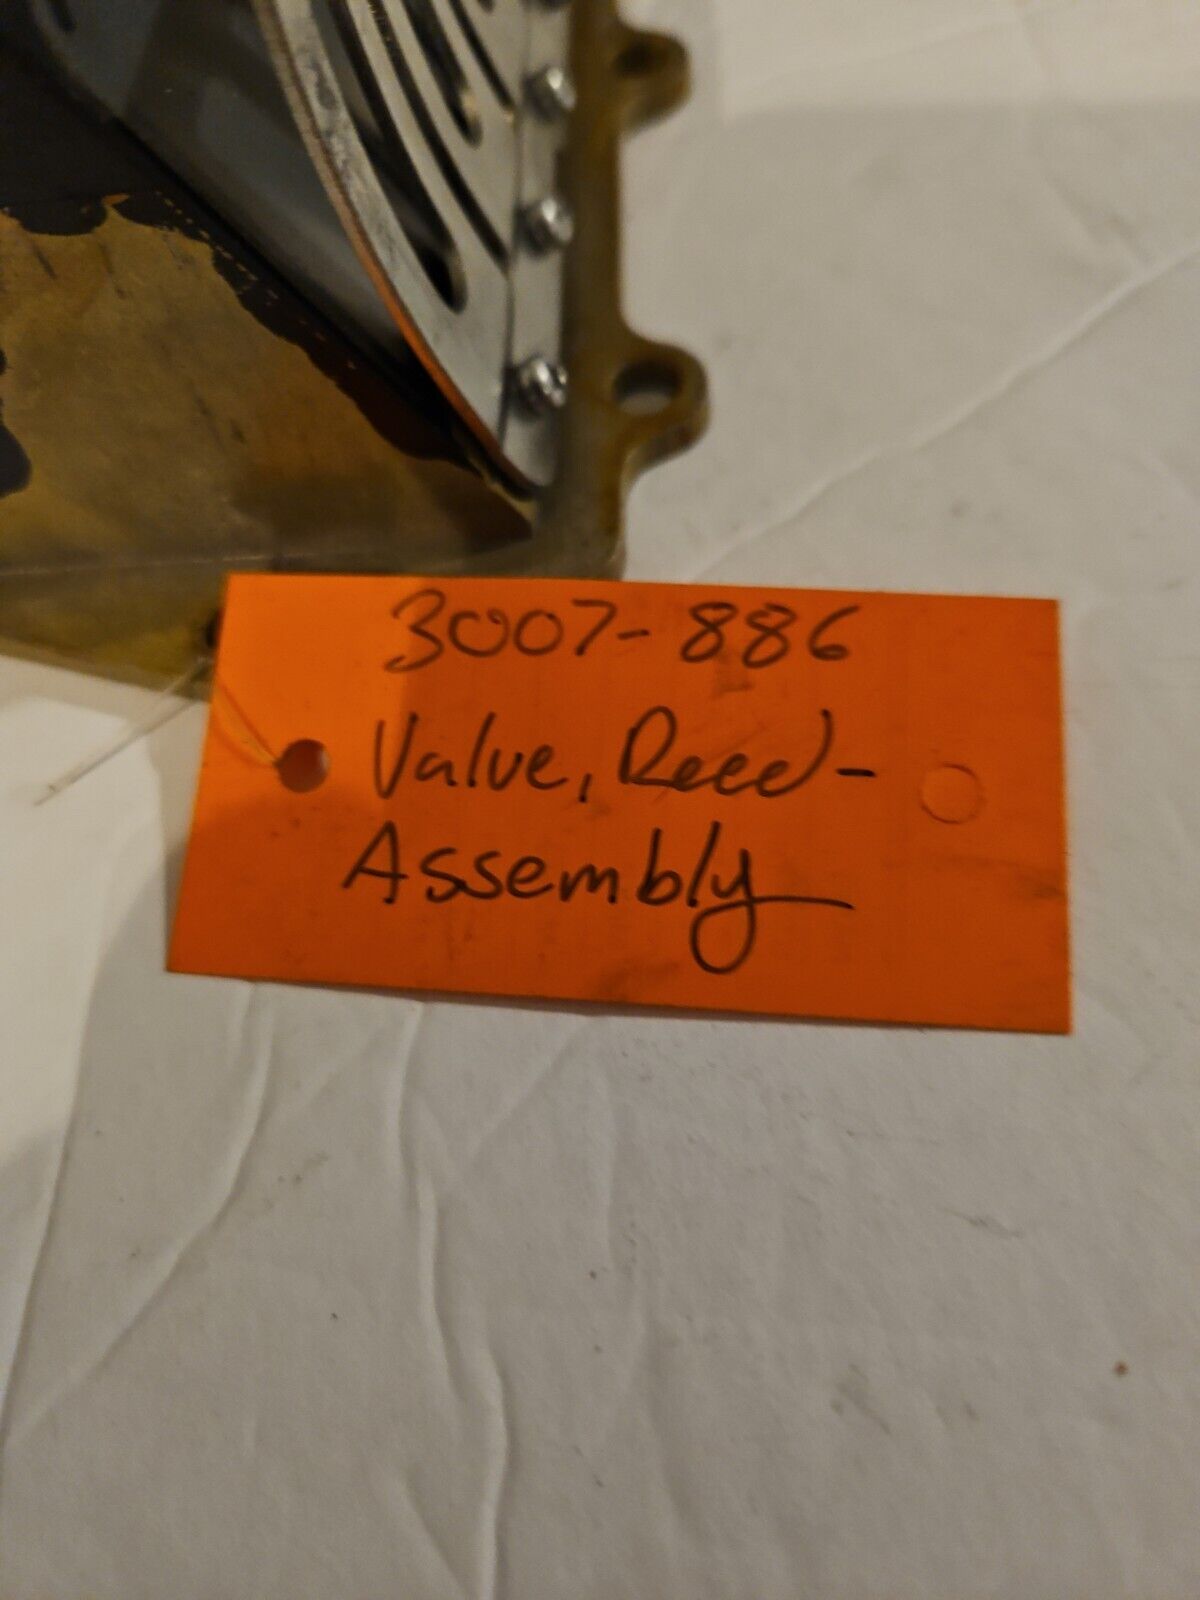 3007-886
Valve, Reed-
Assembly